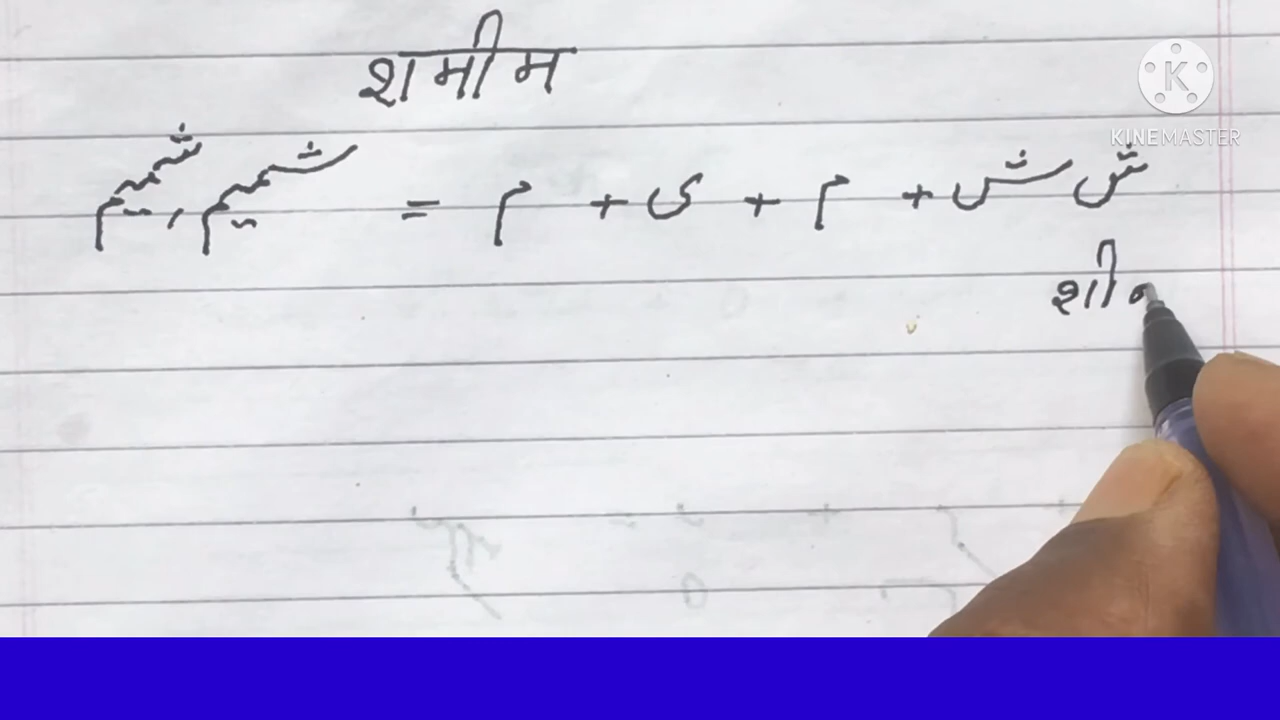 शमीम
KINEMASTER
ش ش + م + ی + م = شمیم , شمیم
शी